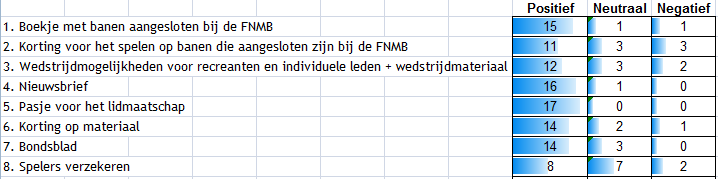 Positief Neutraal Negatief
1. Boekje met banen aangesloten bij de FNMB 15 1 1
2. Korting voor het spelen op banen die aangesloten zijn bij de FNMB 11 3 3
3. Wedstrijdmogelijkheden voor recreanten en individuele leden + wedstrijdmateriaal 12 3 2
4. Nieuwsbrief 16 1 0
5. Pasje voor het lidmaatschap 17 0 0
6. Korting op materiaal 14 2 1
7. Bondsblad 14 3 0
8. Spelers verzekeren 8 7 2